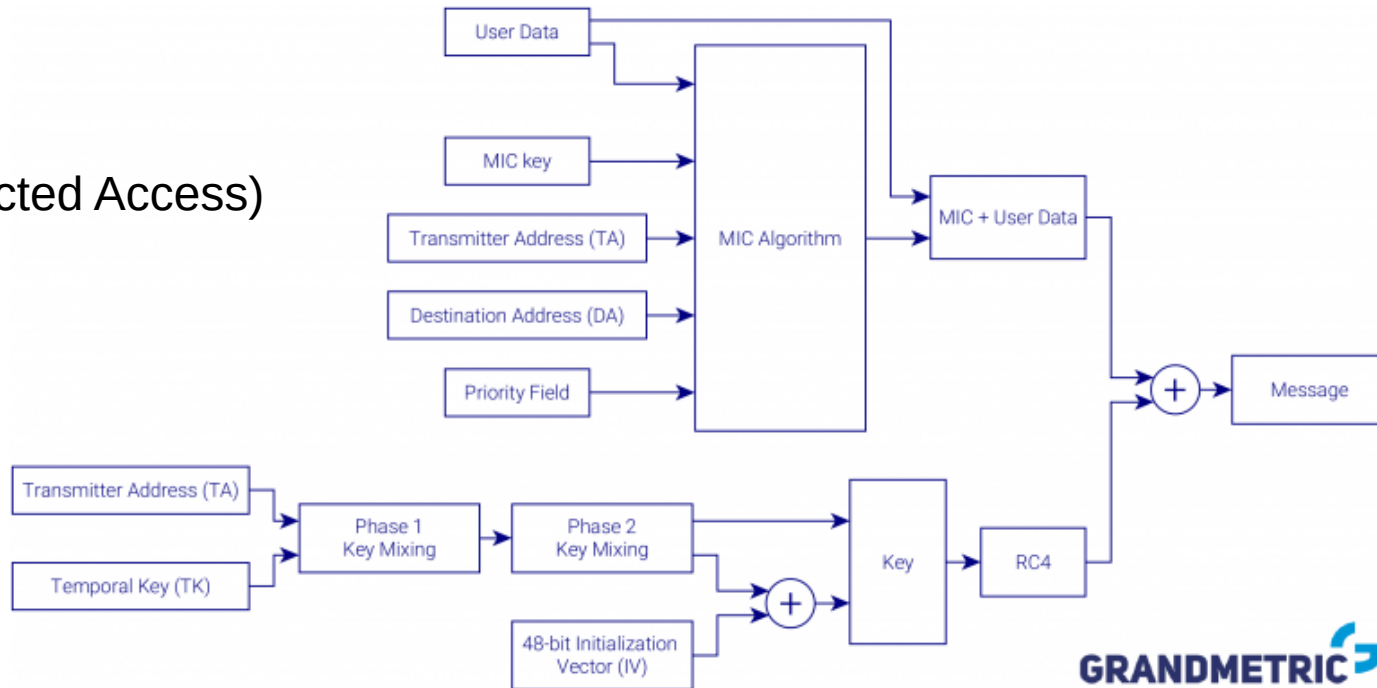 User Data
MIC key
cted Access)
Transmitter Address (TA)
MIC Algorithm
MIC + User Data
Destination Address (DA)
Priority Field
+
Message
Transmitter Address (TA)
Phase 1
Key Mixing
Phase 2
Key Mixing
Key
RC4
Temporal Key (TK)
+
48-bit Initialization
Vector (IV)
GRANDMETRIC